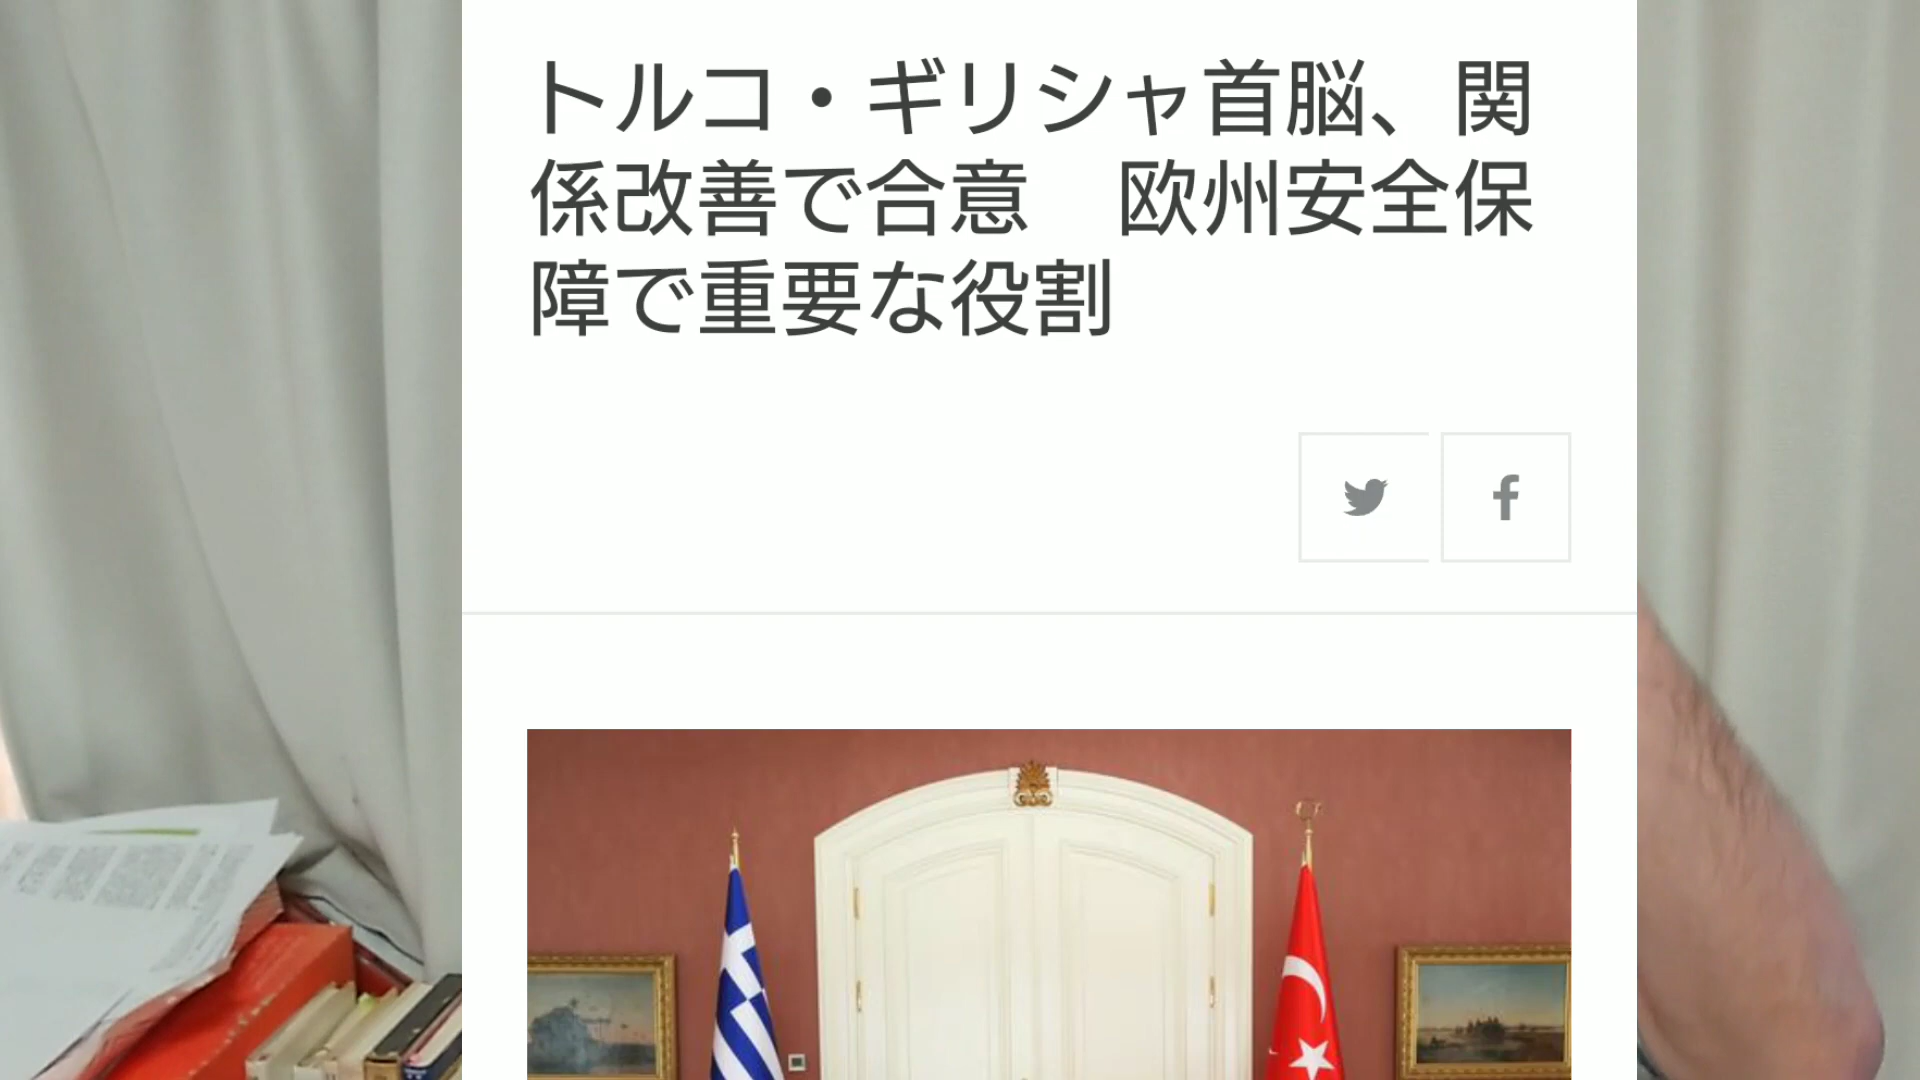 トルコ・ギリシャ首脳、関
係改善で合意　欧州安全保
障で重要な役割